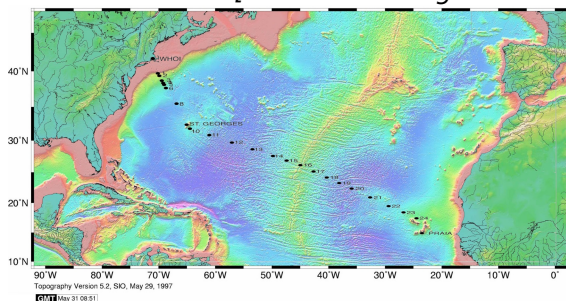 WHOI
40°N
8
ST. GEORGES
10
11
30°N
12
13
14
15
16
17
19
20
20°N
21
22
23
24
PRAIA
10°N
90°W 80°W 70°W 60°W 50°W 40°W 30°W 20°W 10°W 0°
Topography Version 5.2, SIO, May 29, 1997
GMT May 31 08:51